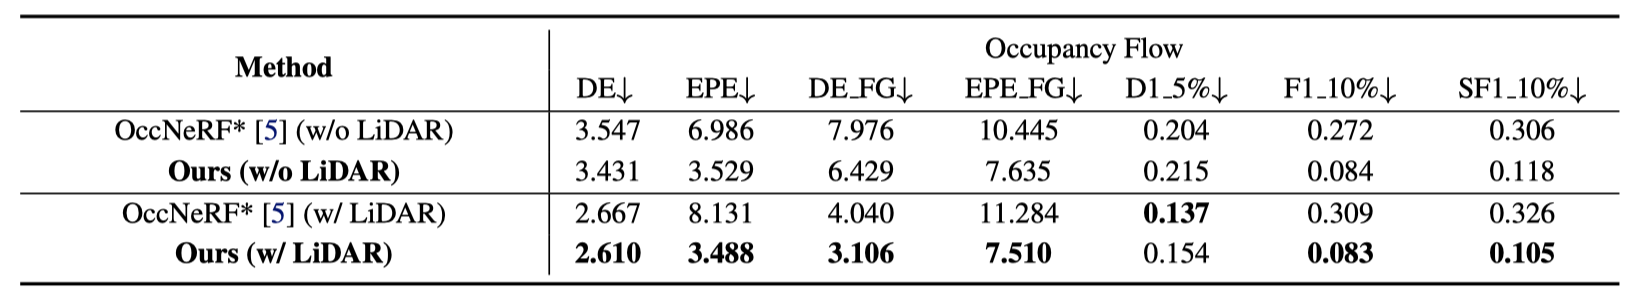 Method Occupancy Flow
DE↓ EPE↓ DE_FG↓ EPE_FG↓ D1_5%↓ F1_10%↓ SF1_10%↓
OccNeRF* [5] (w/o LiDAR) 3.547 6.986 7.976 10.445 0.204 0.272 0.306
Ours (w/o LiDAR) 3.431 3.529 6.429 7.635 0.215 0.084 0.118
OccNeRF* [5] (w/ LiDAR) 2.667 8.131 4.040 11.284 0.137 0.309 0.326
Ours (w/ LiDAR) 2.610 3.488 3.106 7.510 0.154 0.083 0.105